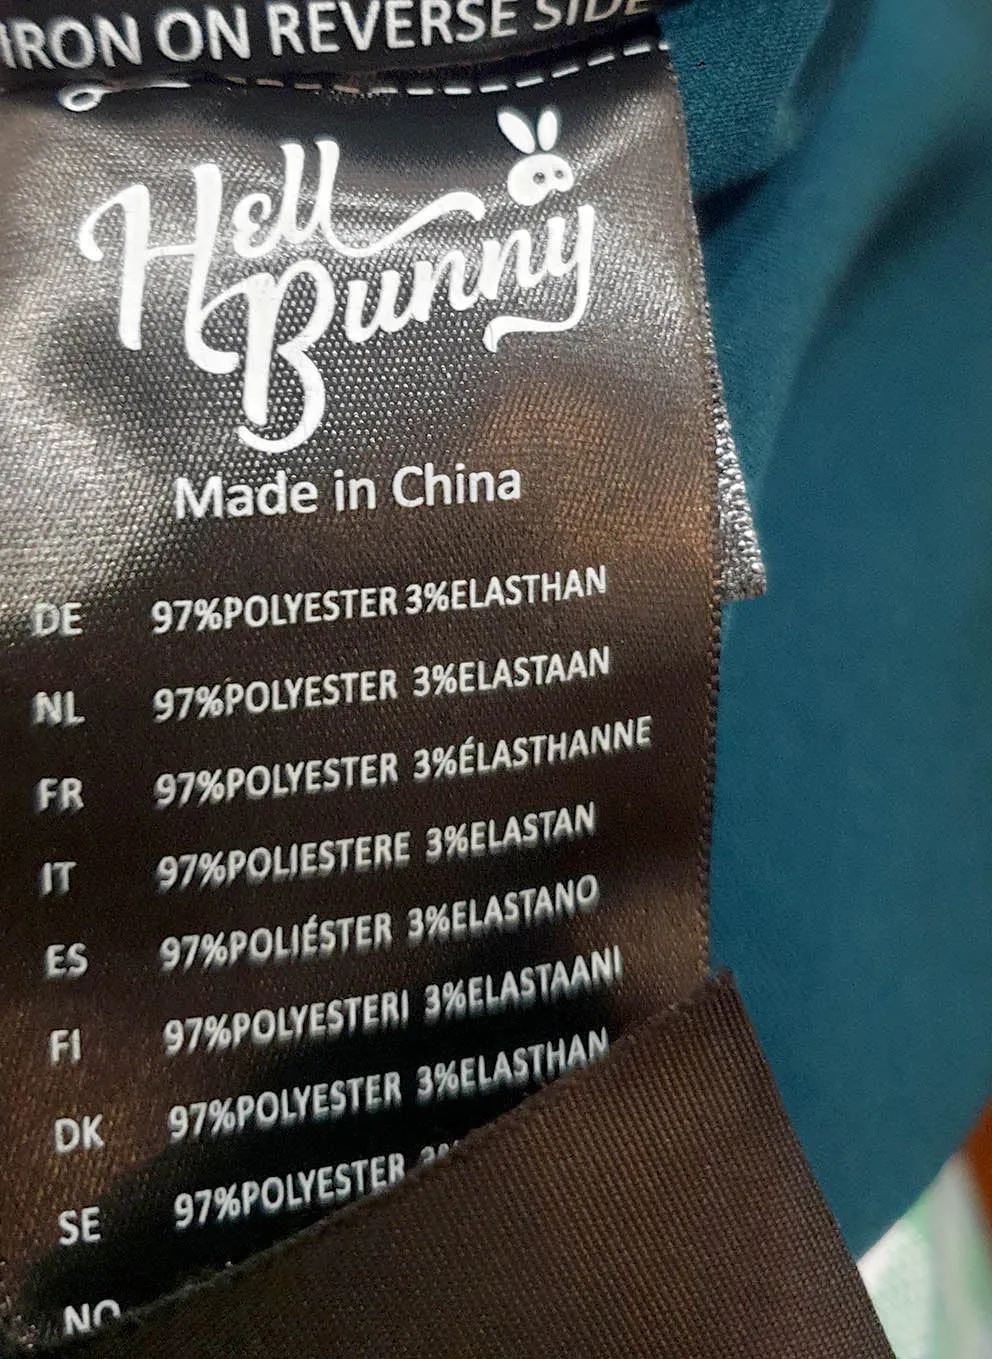 IRON ON REVERSE SIDE
Hell
Bunny
Made in China
DE 97%POLYESTER 3%ELASTHAN
NL 97%POLYESTER 3%ELASTAAN
FR 97%POLYESTER 3%ÉLASTHANNE
IT 97%POLIESTERE 3%ELASTAN
ES 97%POLIÉSTER 3%ELASTANO
FI 97%POLYESTERI 3%ELASTAANI
DK 97%POLYESTER 3%ELASTHAN
SE 97%POLYESTER
NO